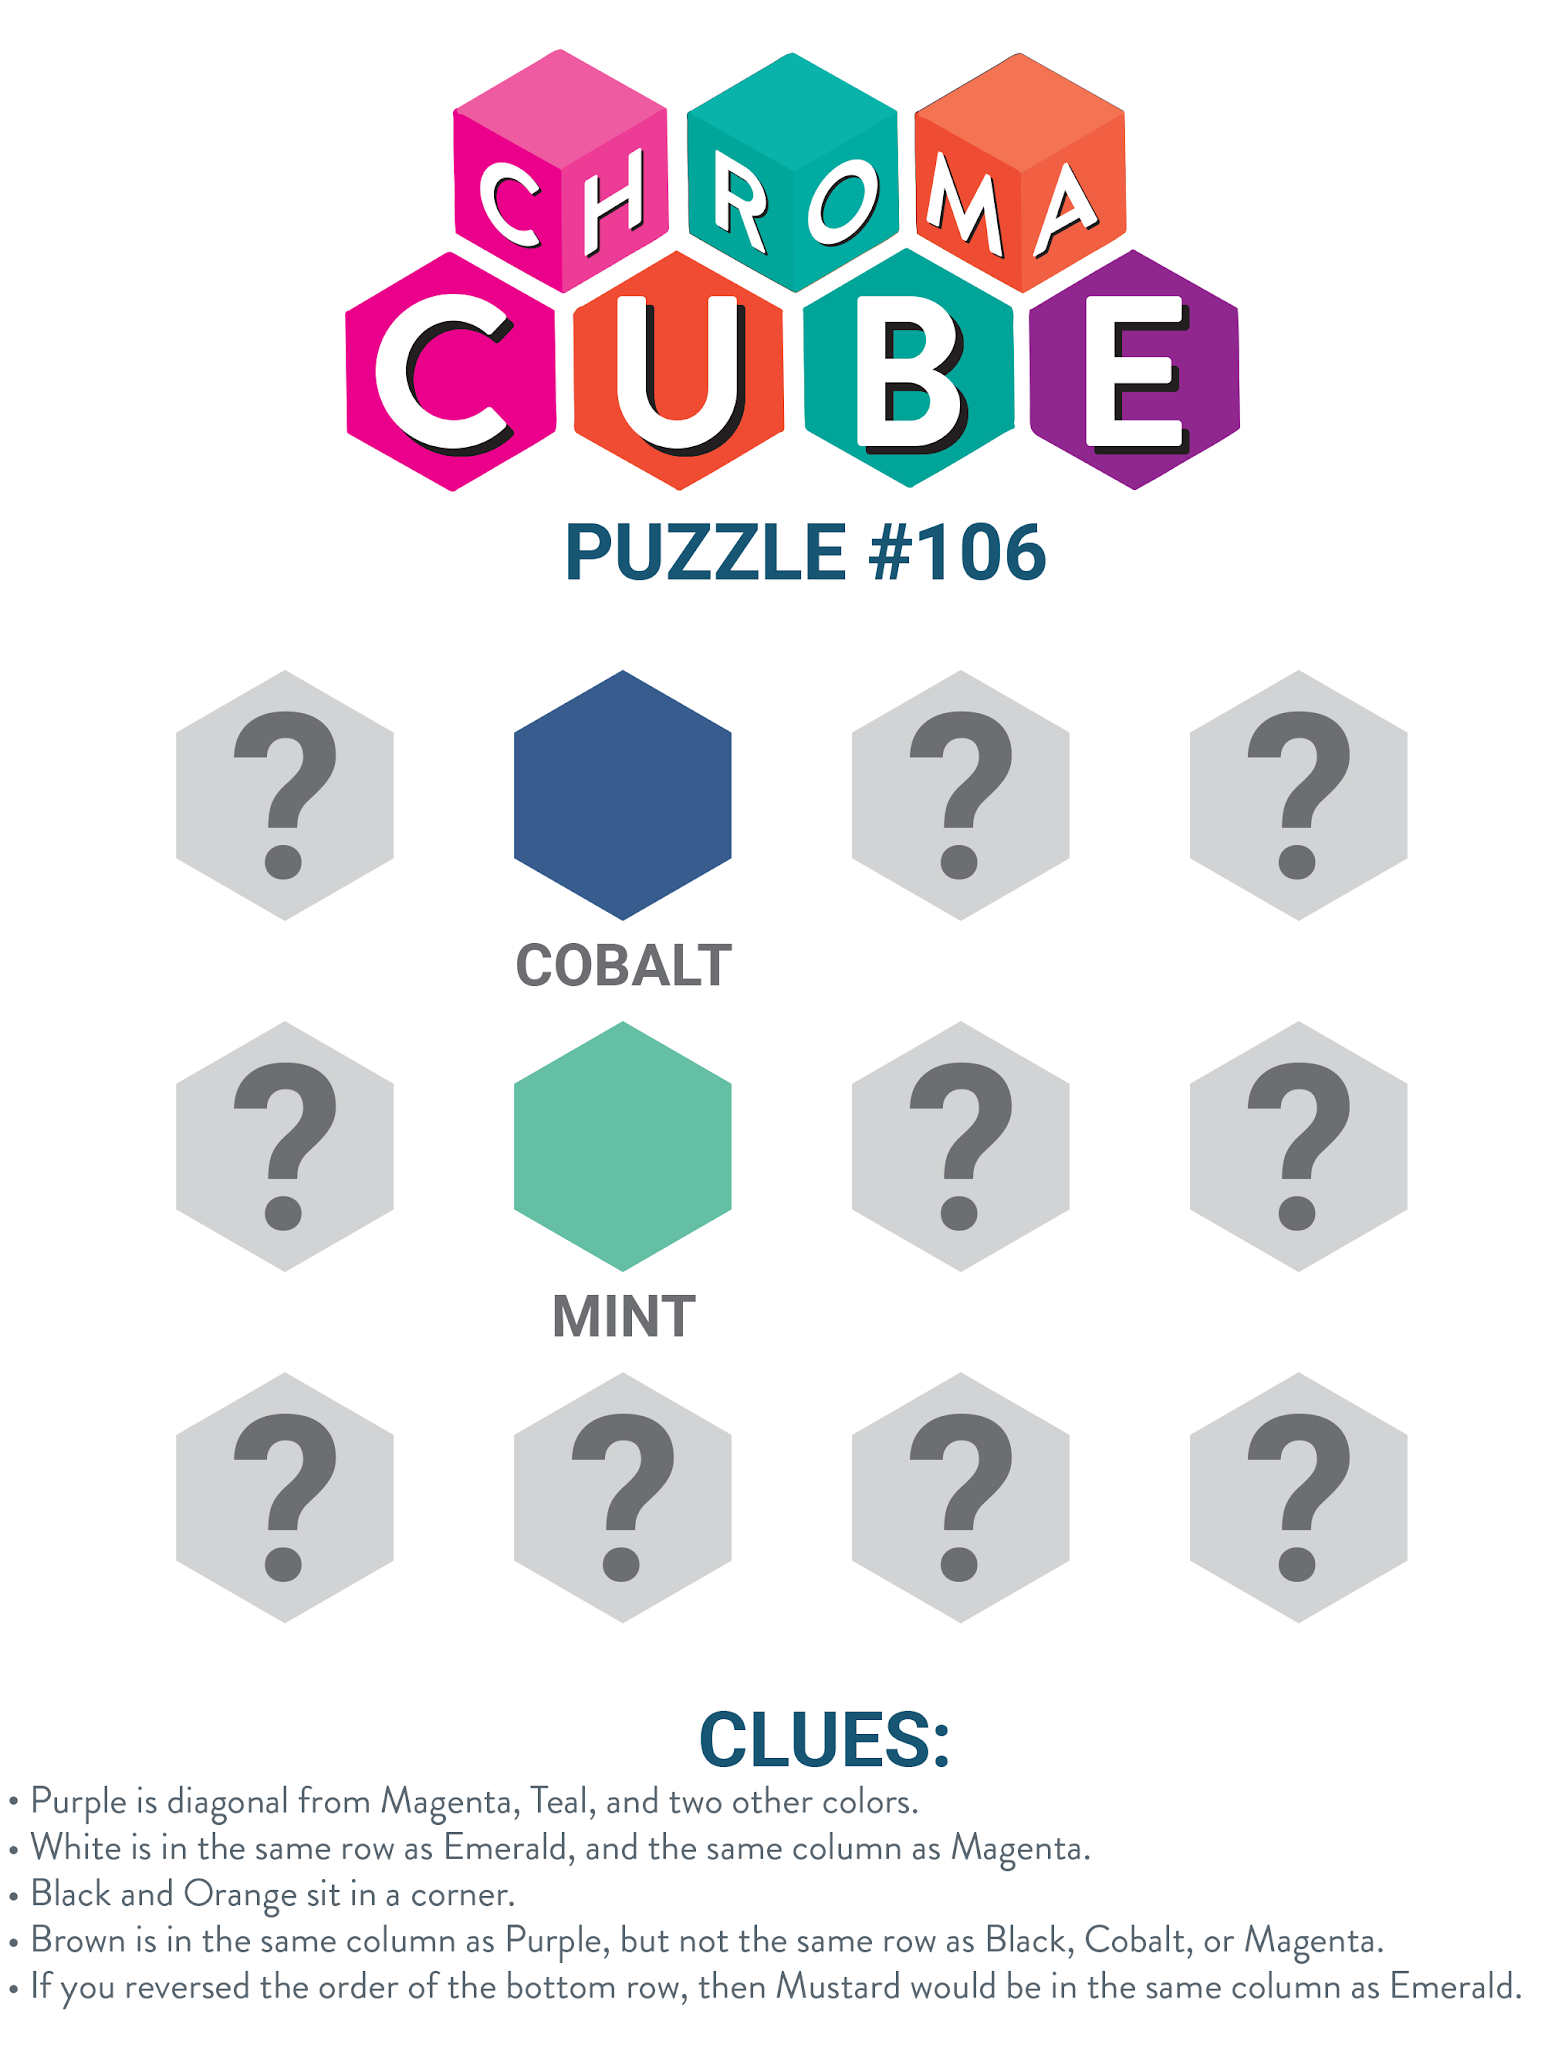 CHROMA
CUBE
PUZZLE #106
? ? ?
COBALT
? ? ?
MINT
? ? ? ?
CLUES:
• Purple is diagonal from Magenta, Teal, and two other colors.
• White is in the same row as Emerald, and the same column as Magenta.
• Black and Orange sit in a corner.
• Brown is in the same column as Purple, but not the same row as Black, Cobalt, or Magenta.
• If you reversed the order of the bottom row, then Mustard would be in the same column as Emerald.